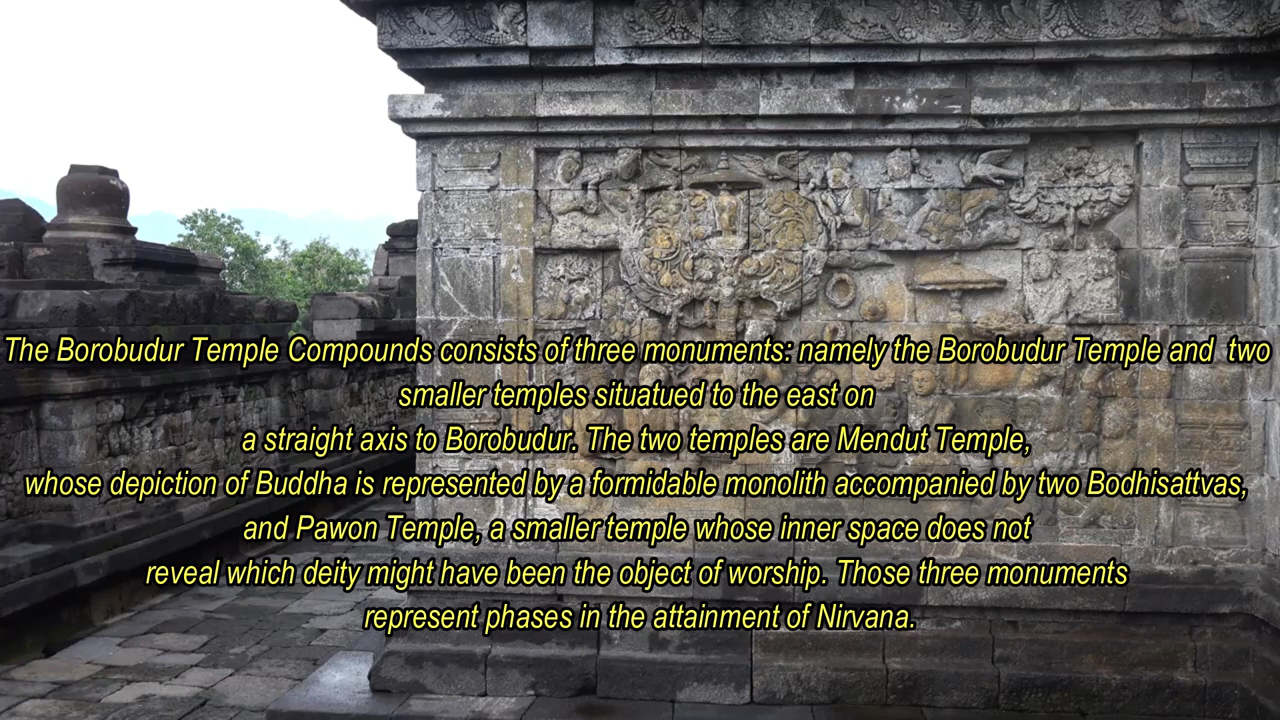 The Borobudur Temple Compounds consists of three monuments: namely the Borobudur Temple and  two
smaller temples situatued to the east on
a straight axis to Borobudur. The two temples are Mendut Temple,
whose depiction of Buddha is represented by a formidable monolith accompanied by two Bodhisattvas,
and Pawon Temple, a smaller temple whose inner space does not
reveal which deity might have been the object of worship. Those three monuments
represent phases in the attainment of Nirvana.